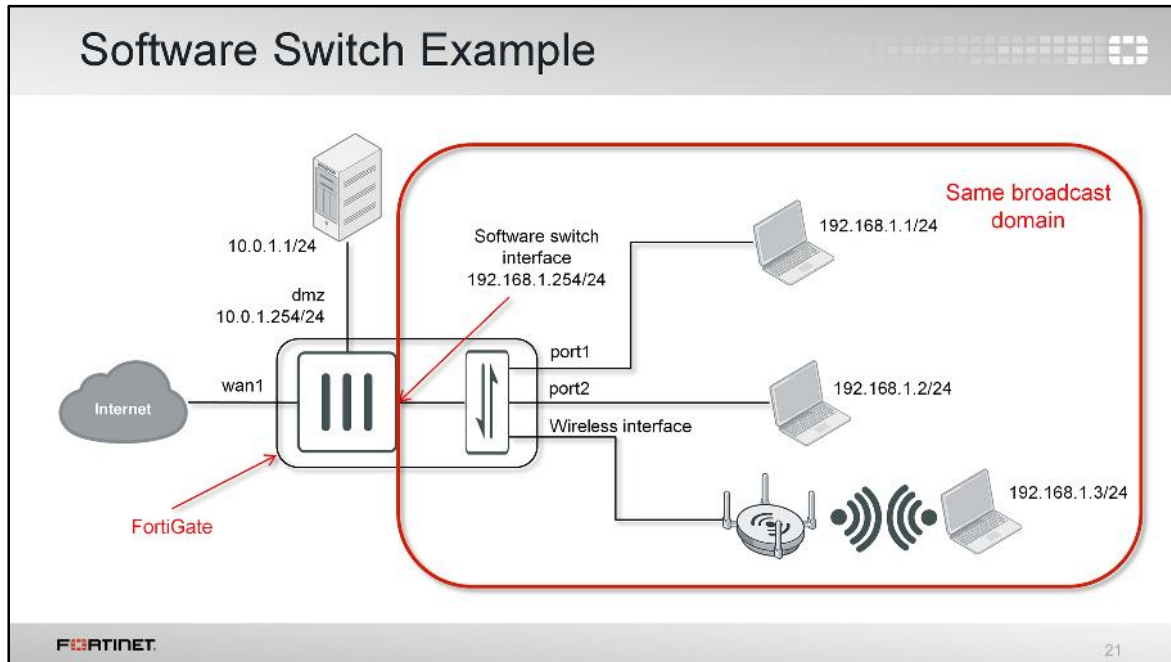 Software Switch Example
Same broadcast
domain
192.168.1.1/24
10.0.1.1/24
Software switch
interface
192.168.1.254/24
dmz
10.0.1.254/24
port1
wan1
port2
192.168.1.2/24
Internet
Wireless interface
192.168.1.3/24
FortiGate
FORTINET.
21